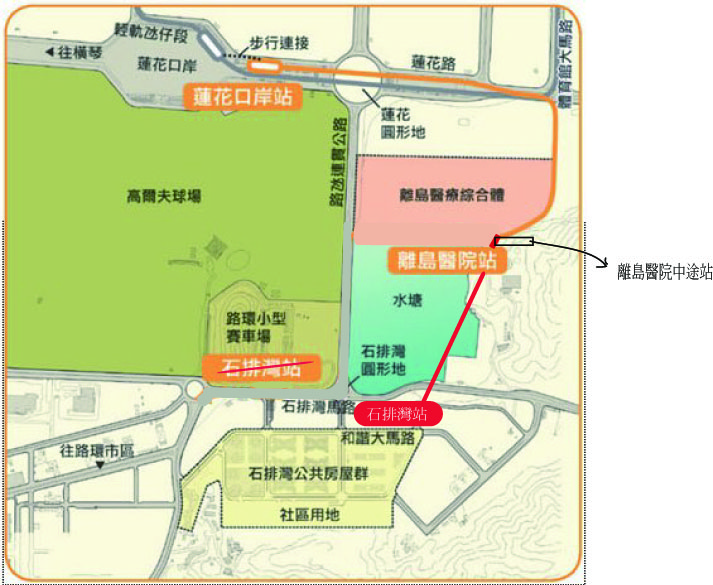 輕軌氹仔段
步行連接
往橫琴
蓮花口岸
蓮花路
體育館大馬路
蓮花口岸站
蓮花
圓形地
路氹連貫公路
高爾夫球場
離島醫療綜合體
離島醫院站
離島醫院中途站
水塘
路環小型
賽車場
石排灣站
石排灣
圓形地
石排灣馬路
石排灣站
和諧大馬路
往路環市區
石排灣公共房屋群
社區用地